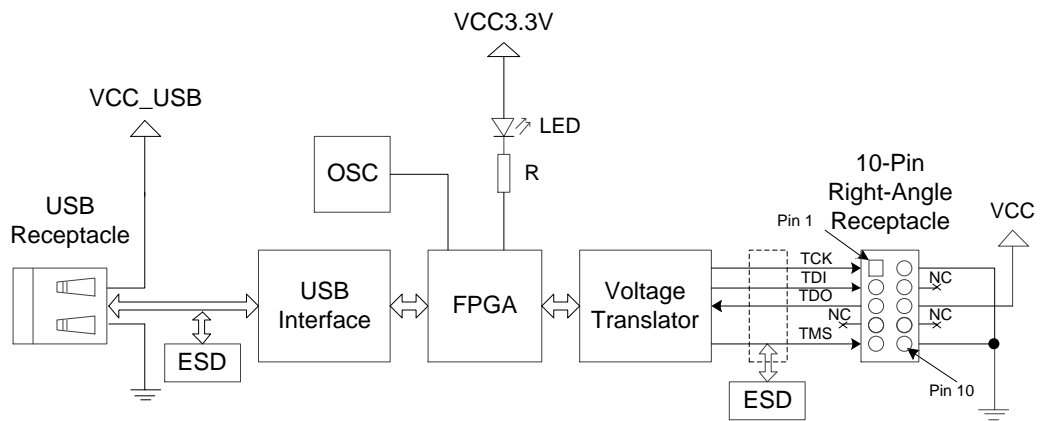 VCC3.3V
VCC_USB
LED
OSC
R
10-Pin
Right-Angle
Receptacle
USB
Receptacle
Pin 1
VCC
USB
Interface
FPGA
Voltage
Translator
TCK
TDI
NC
TDO
NC
NC
TMS
ESD
ESD
Pin 10